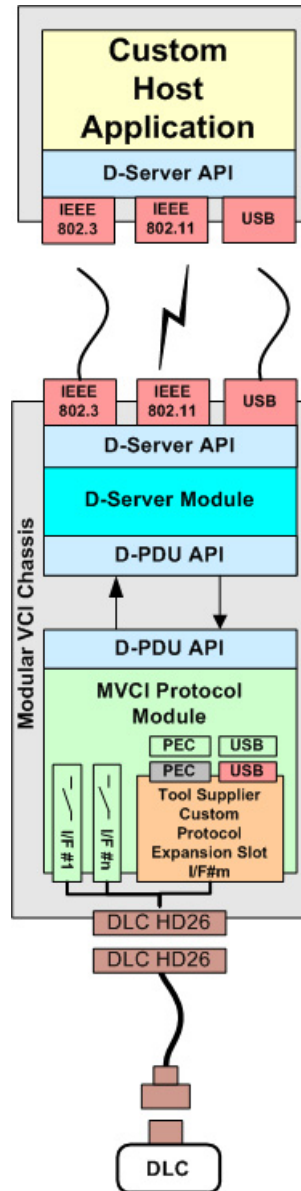 Custom
Host
Application
D-Server API
IEEE
802.3
IEEE
802.11
USB
IEEE
802.3
IEEE
802.11
USB
D-Server API
D-Server Module
D-PDU API
Modular VCI Chassis
D-PDU API
MVCI Protocol
Module
PEC
USB
PEC
USB
I/F #1
I/F #n
Tool Supplier
Custom
Protocol
Expansion Slot
I/F#m
DLC HD26
DLC HD26
DLC